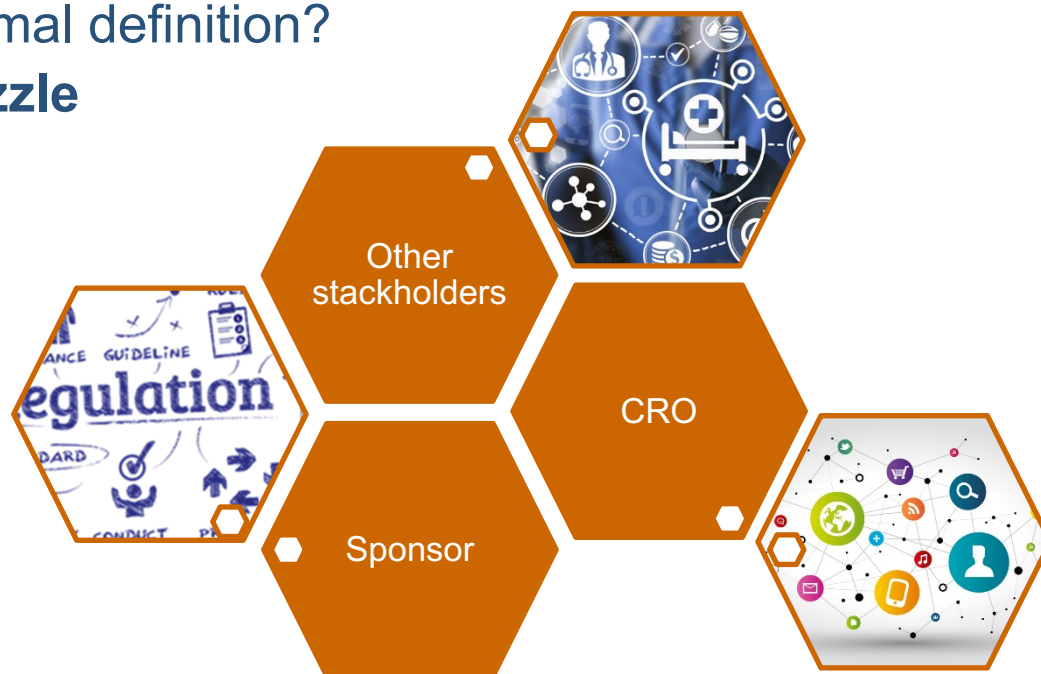 mal definition?
zzle
Other
stackholders
ANCE GUIDELINE
egulation
CRO
DARD
CONDUCT
Sponsor